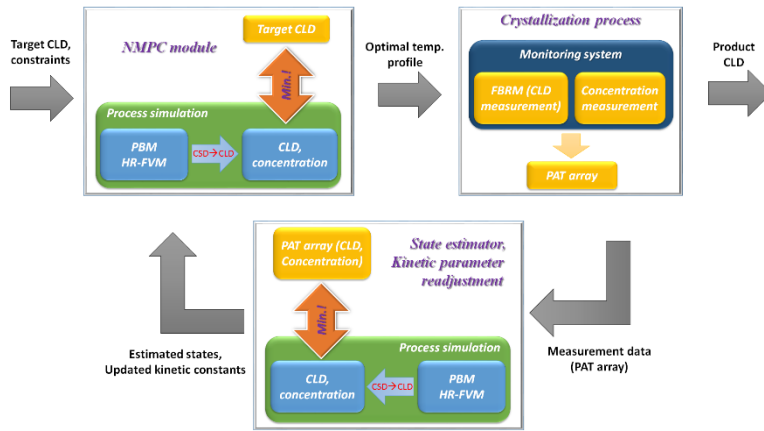 Target CLD,
constraints
NMPC module
Target CLD
Min.!
Process simulation
PBM
HR-FVM
CSD→CLD
CLD,
concentration
Optimal temp.
profile
Crystallization process
Monitoring system
FBRM (CLD
measurement)
Concentration
measurement
PAT array
Product
CLD
PAT array (CLD,
Concentration)
State estimator,
Kinetic parameter
readjustment
Min.!
Process simulation
CLD,
concentration
CSD→CLD
PBM
HR-FVM
Measurement data
(PAT array)
Estimated states,
Updated kinetic constants